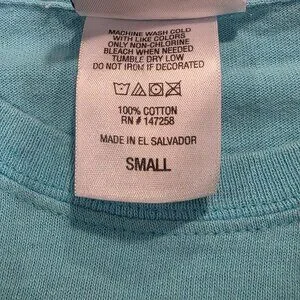 MACHINE WASH COLD
WITH LIKE COLORS
ONLY NON-CHLORINE
BLEACH WHEN NEEDED
TUMBLE DRY LOW
DO NOT IRON IF DECORATED
100% COTTON
RN # 147258
MADE IN EL SALVADOR
SMALL